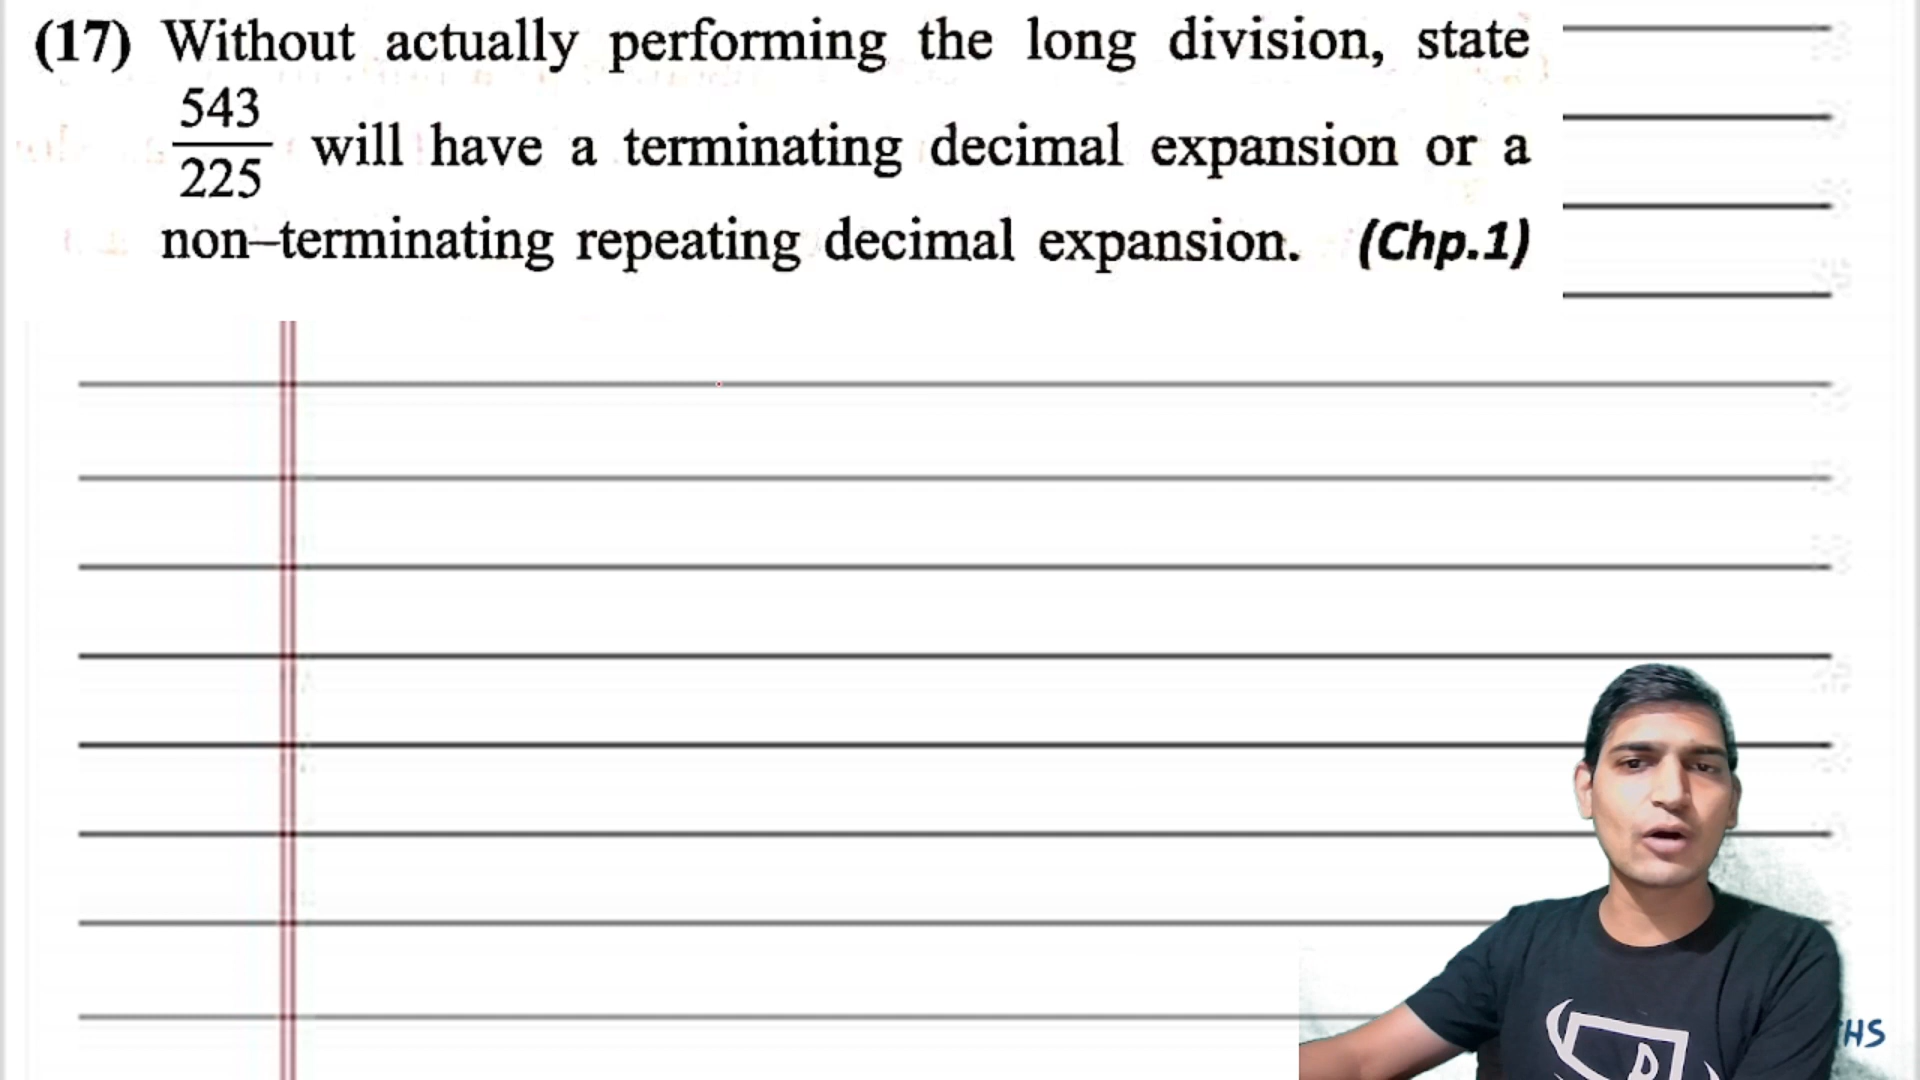 (17) Without actually performing the long division, state
543/225 will have a terminating decimal expansion or a
non–terminating repeating decimal expansion. (Chp.1)
HS